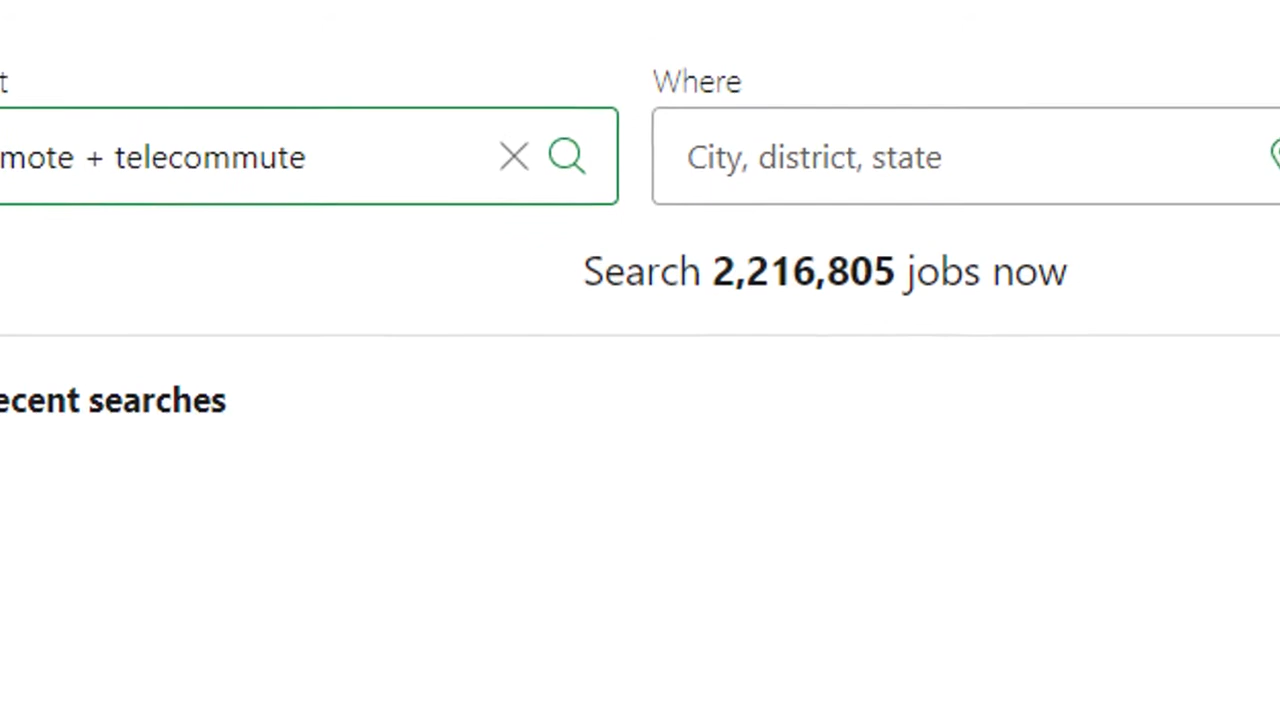 t
Where
mote + telecommute
City, district, state
Search 2,216,805 jobs now
ecent searches